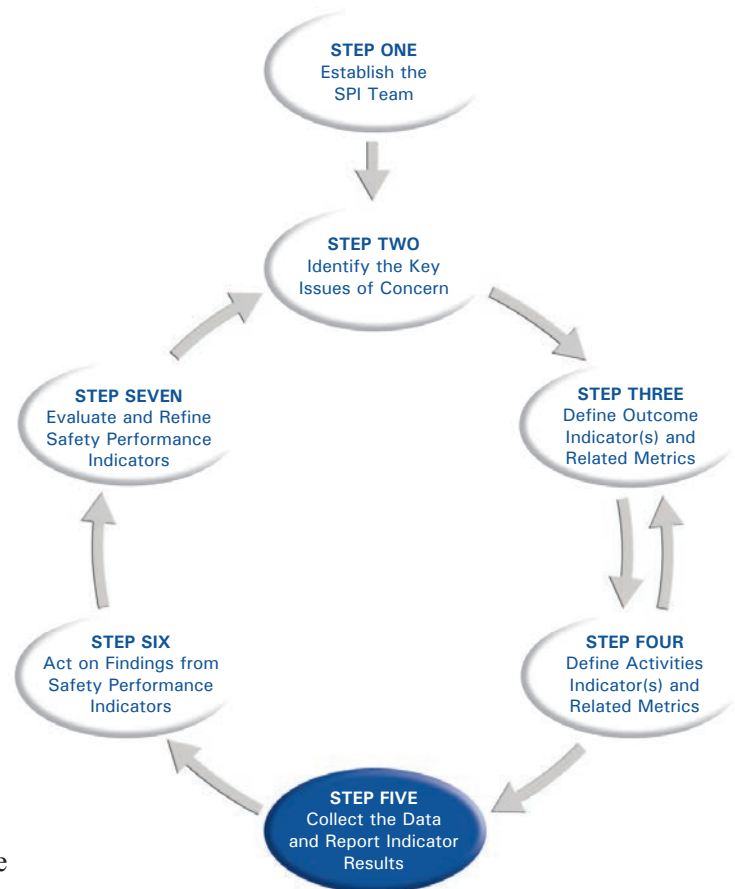 STEP ONE
Establish the
SPI Team
STEP TWO
Identify the Key
Issues of Concern
STEP THREE
Define Outcome
Indicator(s) and
Related Metrics
STEP FOUR
Define Activities
Indicator(s) and
Related Metrics
STEP FIVE
Collect the Data
and Report Indicator
Results
STEP SIX
Act on Findings from
Safety Performance
Indicators
STEP SEVEN
Evaluate and Refine
Safety Performance
Indicators
e